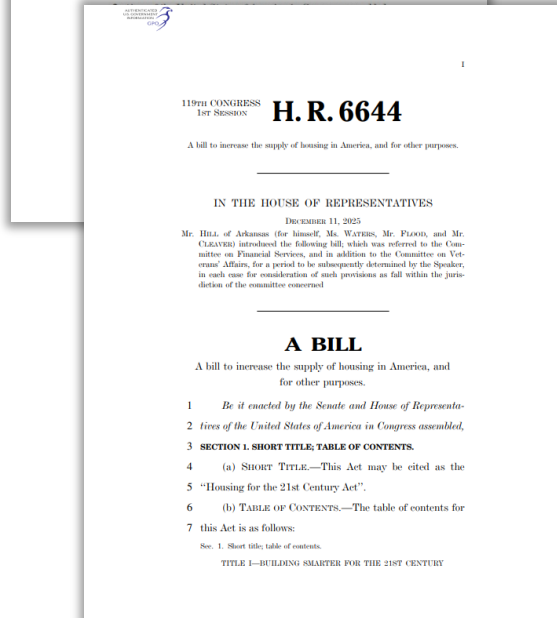 AUTHENTICATED
U.S. GOVERNMENT
INFORMATION
GPO
1
119TH CONGRESS
1ST SESSION
H. R. 6644
A bill to increase the supply of housing in America, and for other purposes.
IN THE HOUSE OF REPRESENTATIVES
DECEMBER 11, 2025
Mr. HILL of Arkansas (for himself, Ms. WATERS, Mr. FLOOD, and Mr.
CLEAVER) introduced the following bill; which was referred to the Com-
mittee on Financial Services, and in addition to the Committee on Vet-
erans' Affairs, for a period to be subsequently determined by the Speaker,
in each case for consideration of such provisions as fall within the juris-
diction of the committee concerned
A BILL
A bill to increase the supply of housing in America, and
for other purposes.
1 Be it enacted by the Senate and House of Representa-
2 tives of the United States of America in Congress assembled,
3 SECTION 1. SHORT TITLE; TABLE OF CONTENTS.
4 (a) SHORT TITLE.—This Act may be cited as the
5 “Housing for the 21st Century Act”.
6 (b) TABLE OF CONTENTS.—The table of contents for
7 this Act is as follows:
Sec. 1. Short title; table of contents.
TITLE I—BUILDING SMARTER FOR THE 21ST CENTURY